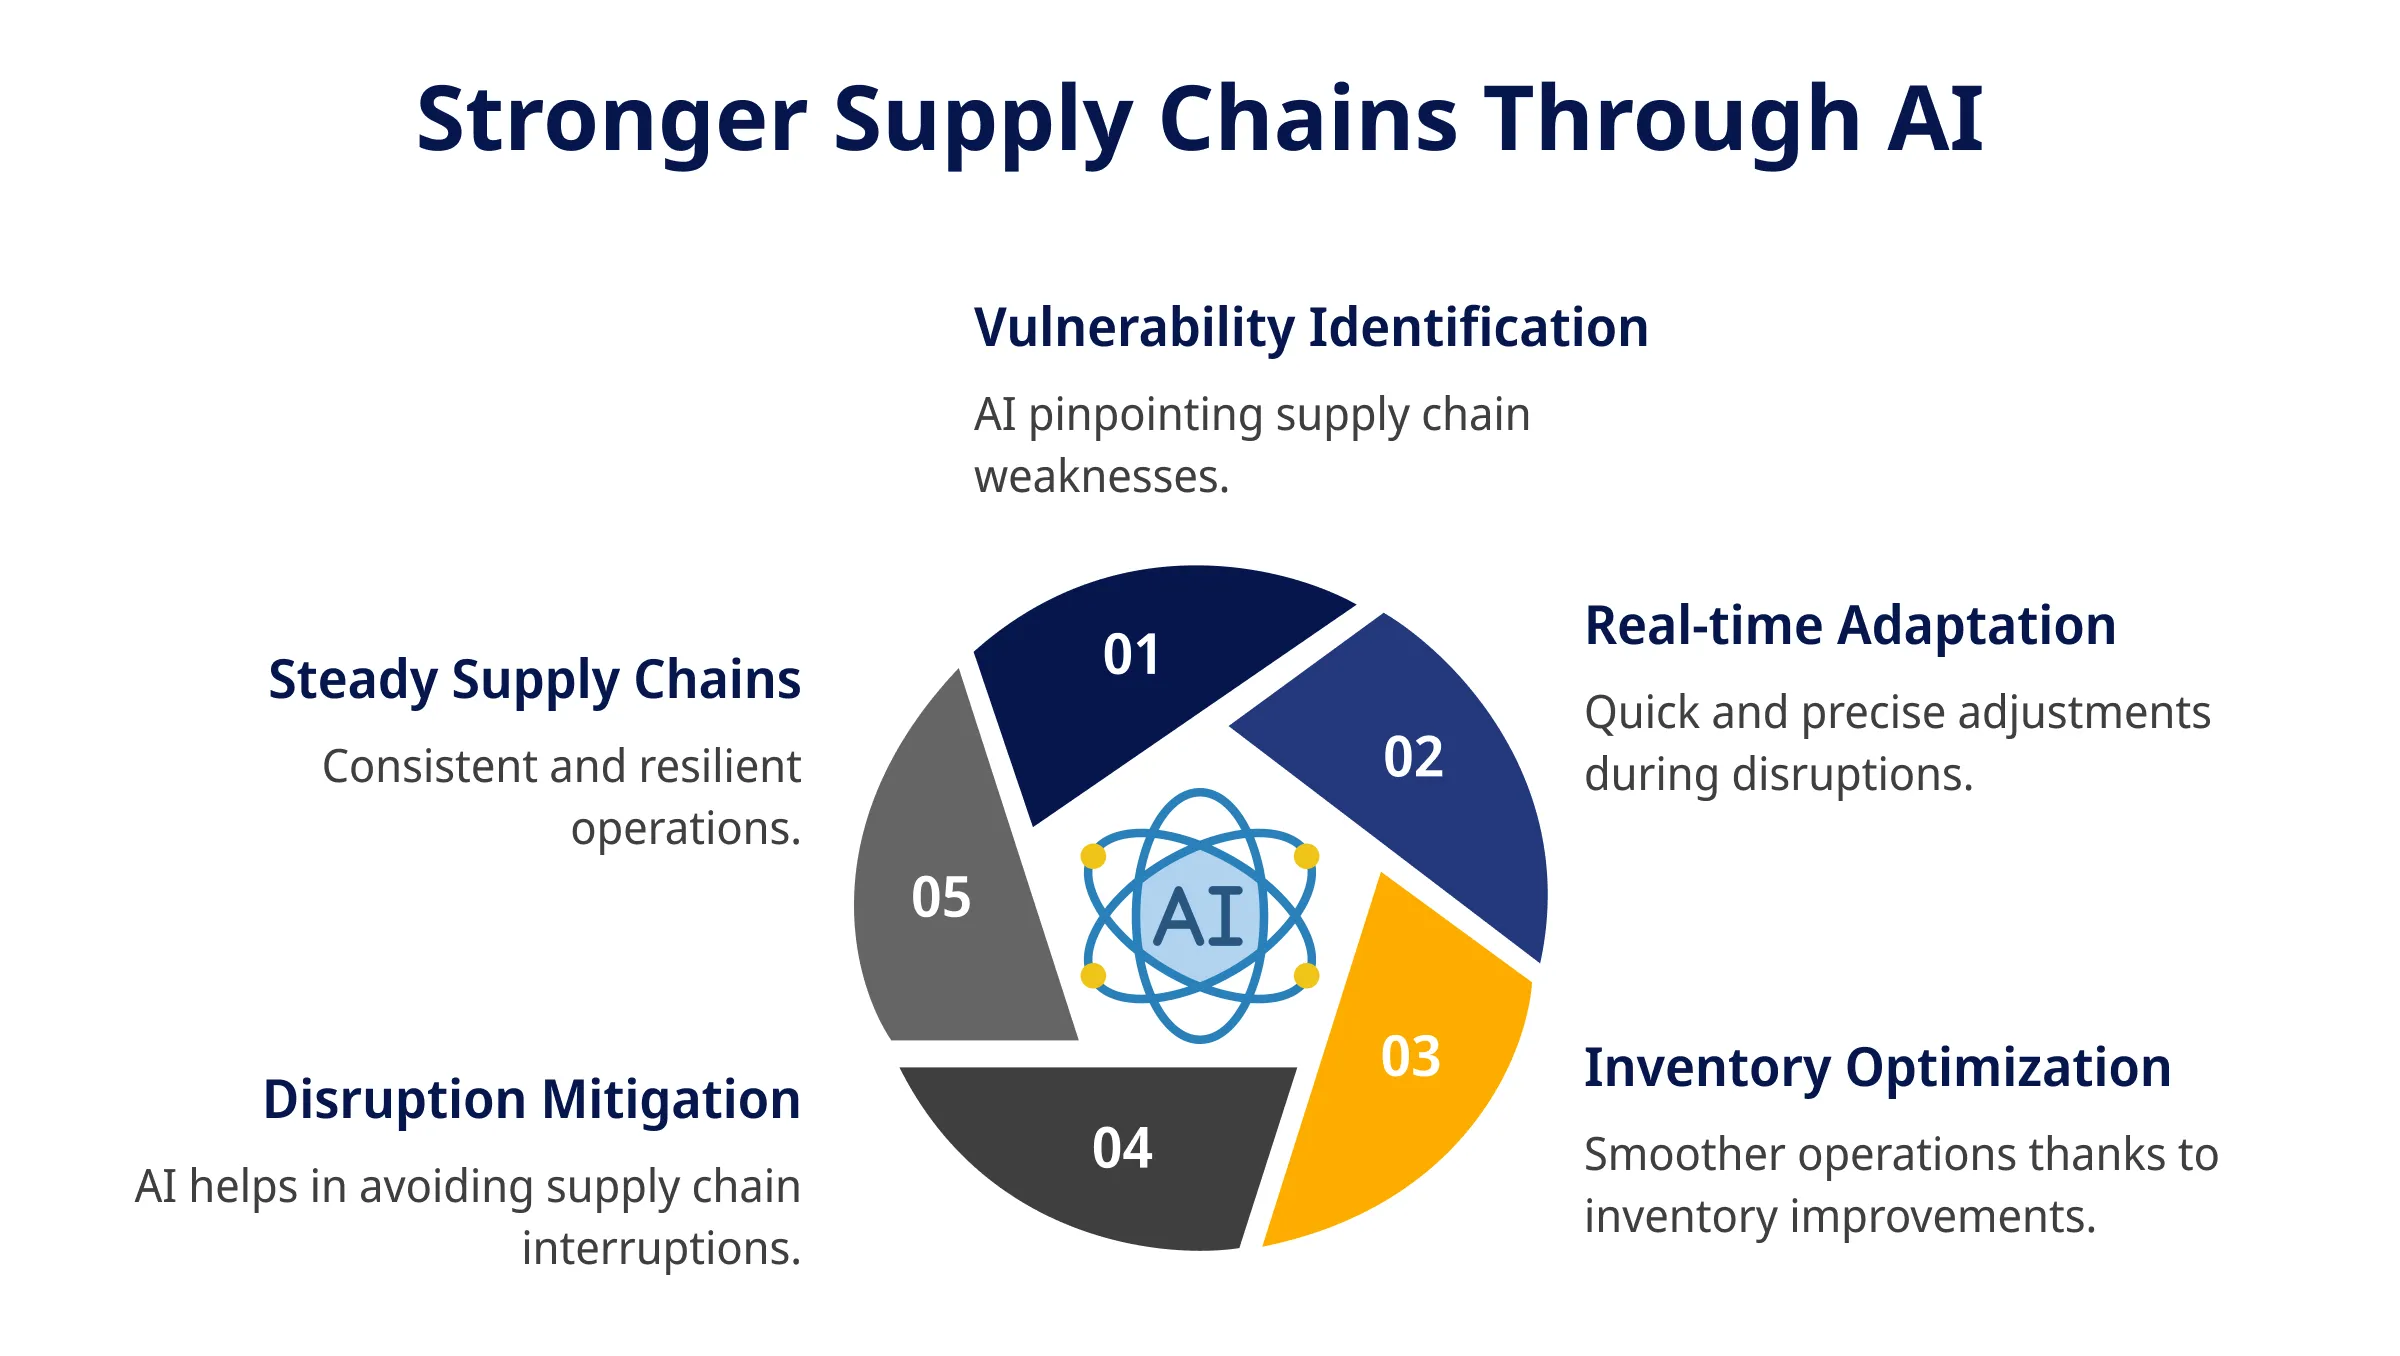 Stronger Supply Chains Through AI
Vulnerability Identification
AI pinpointing supply chain
weaknesses.
01
Real-time Adaptation
Quick and precise adjustments
during disruptions.
02
Inventory Optimization
Smoother operations thanks to
inventory improvements.
03
Disruption Mitigation
AI helps in avoiding supply chain
interruptions.
04
Steady Supply Chains
Consistent and resilient
operations.
05
AI